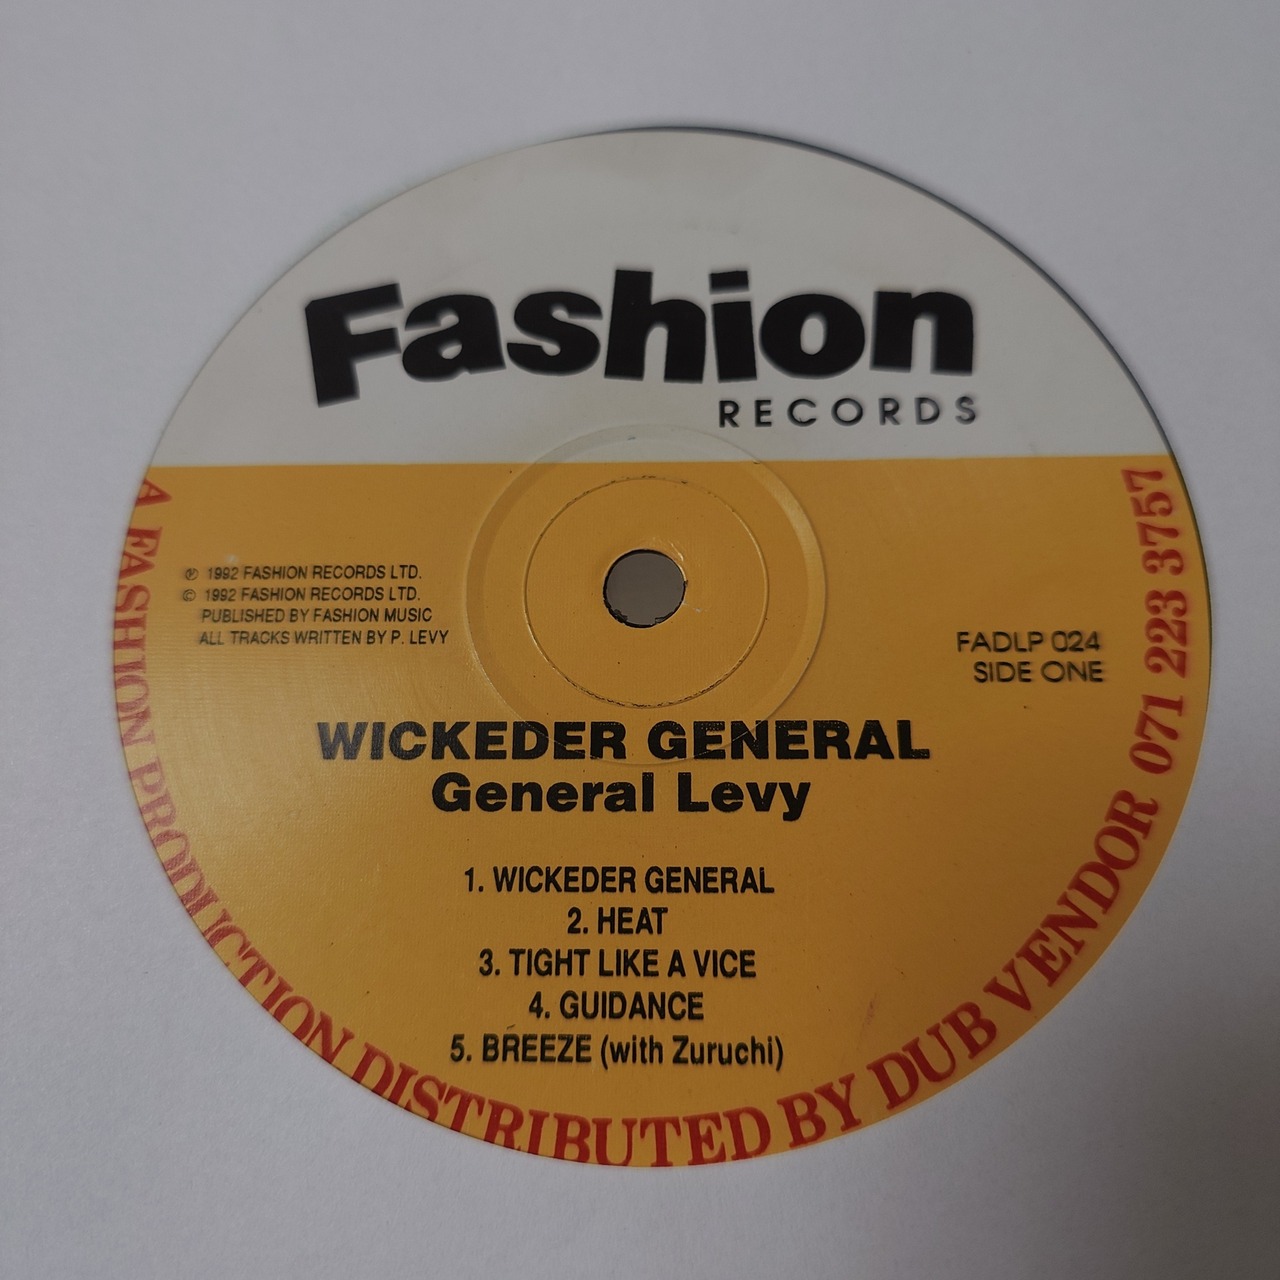 Fashion
RECORDS
℗ 1992 FASHION RECORDS LTD.
© 1992 FASHION RECORDS LTD.
PUBLISHED BY FASHION MUSIC
ALL TRACKS WRITTEN BY P. LEVY
FADLP 024
SIDE ONE
WICKEDER GENERAL
General Levy
1. WICKEDER GENERAL
2. HEAT
3. TIGHT LIKE A VICE
4. GUIDANCE
5. BREEZE (with Zuruchi)
A FASHION PRODUCTION DISTRIBUTED BY DUB VENDOR 071 223 3757